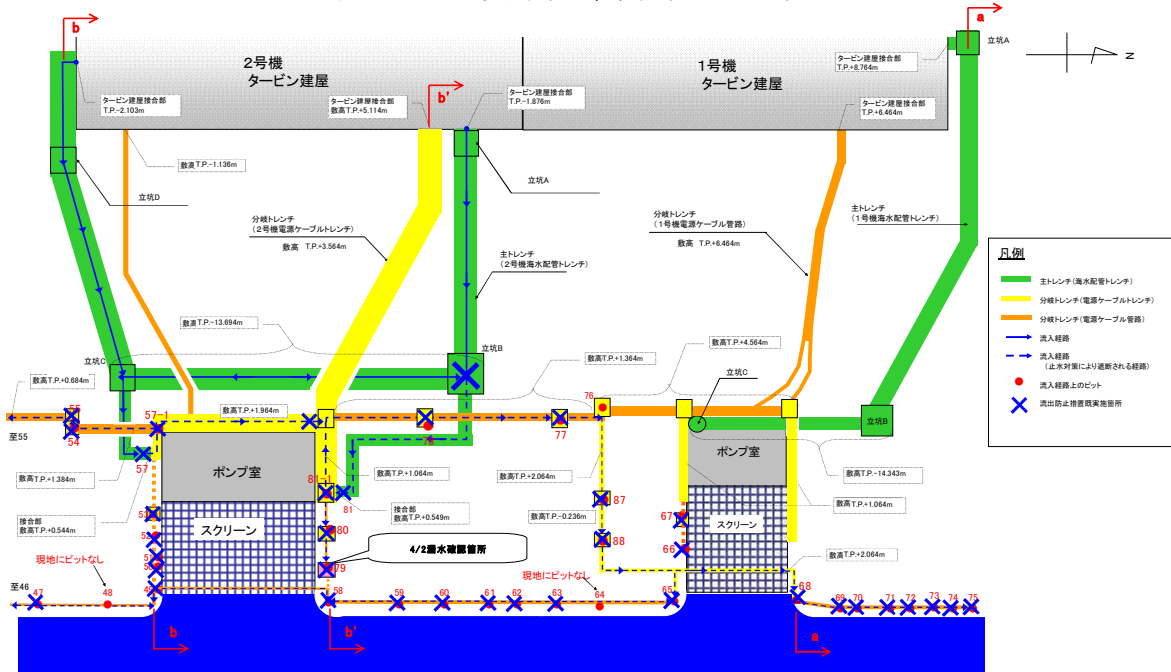 b
a
2号機
タービン建屋
1号機
タービン建屋
立坑A
タービン建屋接合部
T.P.+8.764m
N
b'
タービン建屋接合部
T.P.-2.103m
タービン建屋接合部
敷高T.P.+5.114m
タービン建屋接合部
T.P.-1.876m
タービン建屋接合部
T.P.+6.464m
敷高T.P.-1.136m
立坑D
立坑A
分岐トレンチ
(2号機電源ケーブルトレンチ)
敷高 T.P.+3.564m
主トレンチ
(2号機海水配管トレンチ)
分岐トレンチ
(1号機電源ケーブル管路)
敷高 T.P.+6.464m
主トレンチ
(1号機海水配管トレンチ)
凡例
主トレンチ(海水配管トレンチ)
分岐トレンチ(電源ケーブルトレンチ)
分岐トレンチ(電源ケーブル管路)
流入経路
流入経路
(止水対策により遮断される経路)
流入経路上のピット
流出防止措置既実施箇所
敷高T.P.-13.694m
立坑C
立坑B
敷高T.P.+1.364m
敷高T.P.+4.564m
立坑C
敷高T.P.+0.684m
55
54
至55
57-1
敷高T.P.+1.964m
78
77
76
立坑B
57
敷高T.P.+1.384m
ポンプ室
敷高T.P.+1.064m
81-1
81
敷高T.P.+2.064m
ポンプ室
敷高T.P.-14.343m
接合部
敷高T.P.+0.544m
53
52
51
50
49
スクリーン
接合部
敷高T.P.+0.549m
80
79
4/2漏水確認箇所
敷高T.P.-0.236m
87
88
67
66
スクリーン
敷高T.P.+1.064m
敷高T.P.+2.064m
現地にピットなし
至46
47
48
58
59
60
61
62
63
現地にピットなし
64
65
68
69
70
71
72
73
74
75
b
b'
a